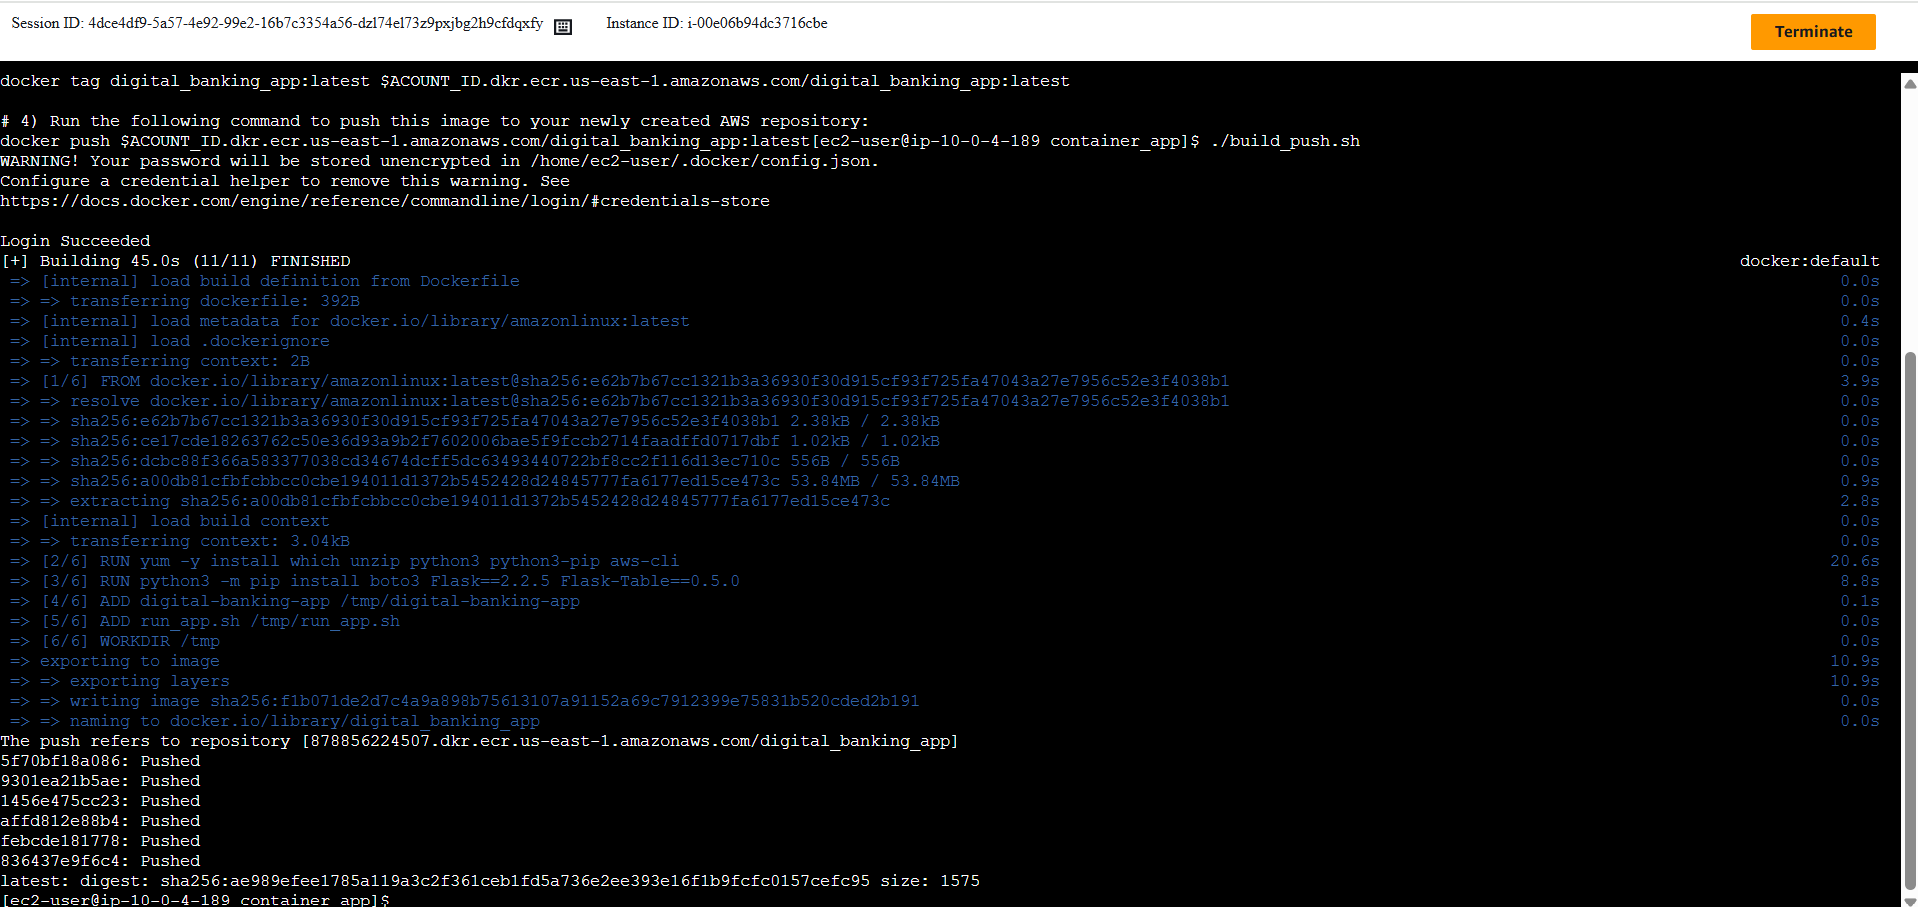 Session ID: 4dce4df9-5a57-4e92-99e2-16b7c3354a56-dzl74el73z9pxjbg2h9cfdqxfy Instance ID: i-00e06b94dc3716cbe Terminate
docker tag digital_banking_app:latest $ACOUNT_ID.dkr.ecr.us-east-1.amazonaws.com/digital_banking_app:latest
# 4) Run the following command to push this image to your newly created AWS repository:
docker push $ACOUNT_ID.dkr.ecr.us-east-1.amazonaws.com/digital_banking_app:latest[ec2-user@ip-10-0-4-189 container_app]$ ./build_push.sh
WARNING! Your password will be stored unencrypted in /home/ec2-user/.docker/config.json.
Configure a credential helper to remove this warning. See
https://docs.docker.com/engine/reference/commandline/login/#credentials-store
Login Succeeded
[+] Building 45.0s (11/11) FINISHED docker:default
=> [internal] load build definition from Dockerfile 0.0s
=> => transferring dockerfile: 392B 0.0s
=> [internal] load metadata for docker.io/library/amazonlinux:latest 0.4s
=> [internal] load .dockerignore 0.0s
=> => transferring context: 2B 0.0s
=> [1/6] FROM docker.io/library/amazonlinux:latest@sha256:e62b7b67cc1321b3a36930f30d915cf93f725fa47043a27e7956c52e3f4038b1 3.9s
=> => resolve docker.io/library/amazonlinux:latest@sha256:e62b7b67cc1321b3a36930f30d915cf93f725fa47043a27e7956c52e3f4038b1 0.0s
=> => sha256:e62b7b67cc1321b3a36930f30d915cf93f725fa47043a27e7956c52e3f4038b1 2.38kB / 2.38kB 0.0s
=> => sha256:ce17cde18263762c50e36d93a9b2f7602006bae5f9fccb2714faadffd0717dbf 1.02kB / 1.02kB 0.0s
=> => sha256:dcbc88f366a583377038cd34674dcff5dc63493440722bf8cc2f116d13ec710c 556B / 556B 0.0s
=> => sha256:a00db81cfbfcbbcc0cbe194011d1372b5452428d24845777fa6177ed15ce473c 53.84MB / 53.84MB 0.9s
=> => extracting sha256:a00db81cfbfcbbcc0cbe194011d1372b5452428d24845777fa6177ed15ce473c 2.8s
=> [internal] load build context 0.0s
=> => transferring context: 3.04kB 0.0s
=> [2/6] RUN yum -y install which unzip python3 python3-pip aws-cli 20.6s
=> [3/6] RUN python3 -m pip install boto3 Flask==2.2.5 Flask-Table==0.5.0 8.8s
=> [4/6] ADD digital-banking-app /tmp/digital-banking-app 0.1s
=> [5/6] ADD run_app.sh /tmp/run_app.sh 0.0s
=> [6/6] WORKDIR /tmp 0.0s
=> exporting to image 10.9s
=> => exporting layers 10.9s
=> => writing image sha256:f1b071de2d7c4a9a898b75613107a91152a69c7912399e75831b520cded2b191 0.0s
=> => naming to docker.io/library/digital_banking_app 0.0s
The push refers to repository [878856224507.dkr.ecr.us-east-1.amazonaws.com/digital_banking_app]
5f70bf18a086: Pushed
9301ea21b5ae: Pushed
1456e475cc23: Pushed
affd812e88b4: Pushed
febcde181778: Pushed
836437e9f6c4: Pushed
latest: digest: sha256:ae989efee1785a119a3c2f361ceb1fd5a736e2ee393e16f1b9fcfc0157cefc95 size: 1575
[ec2-user@ip-10-0-4-189 container_app]$